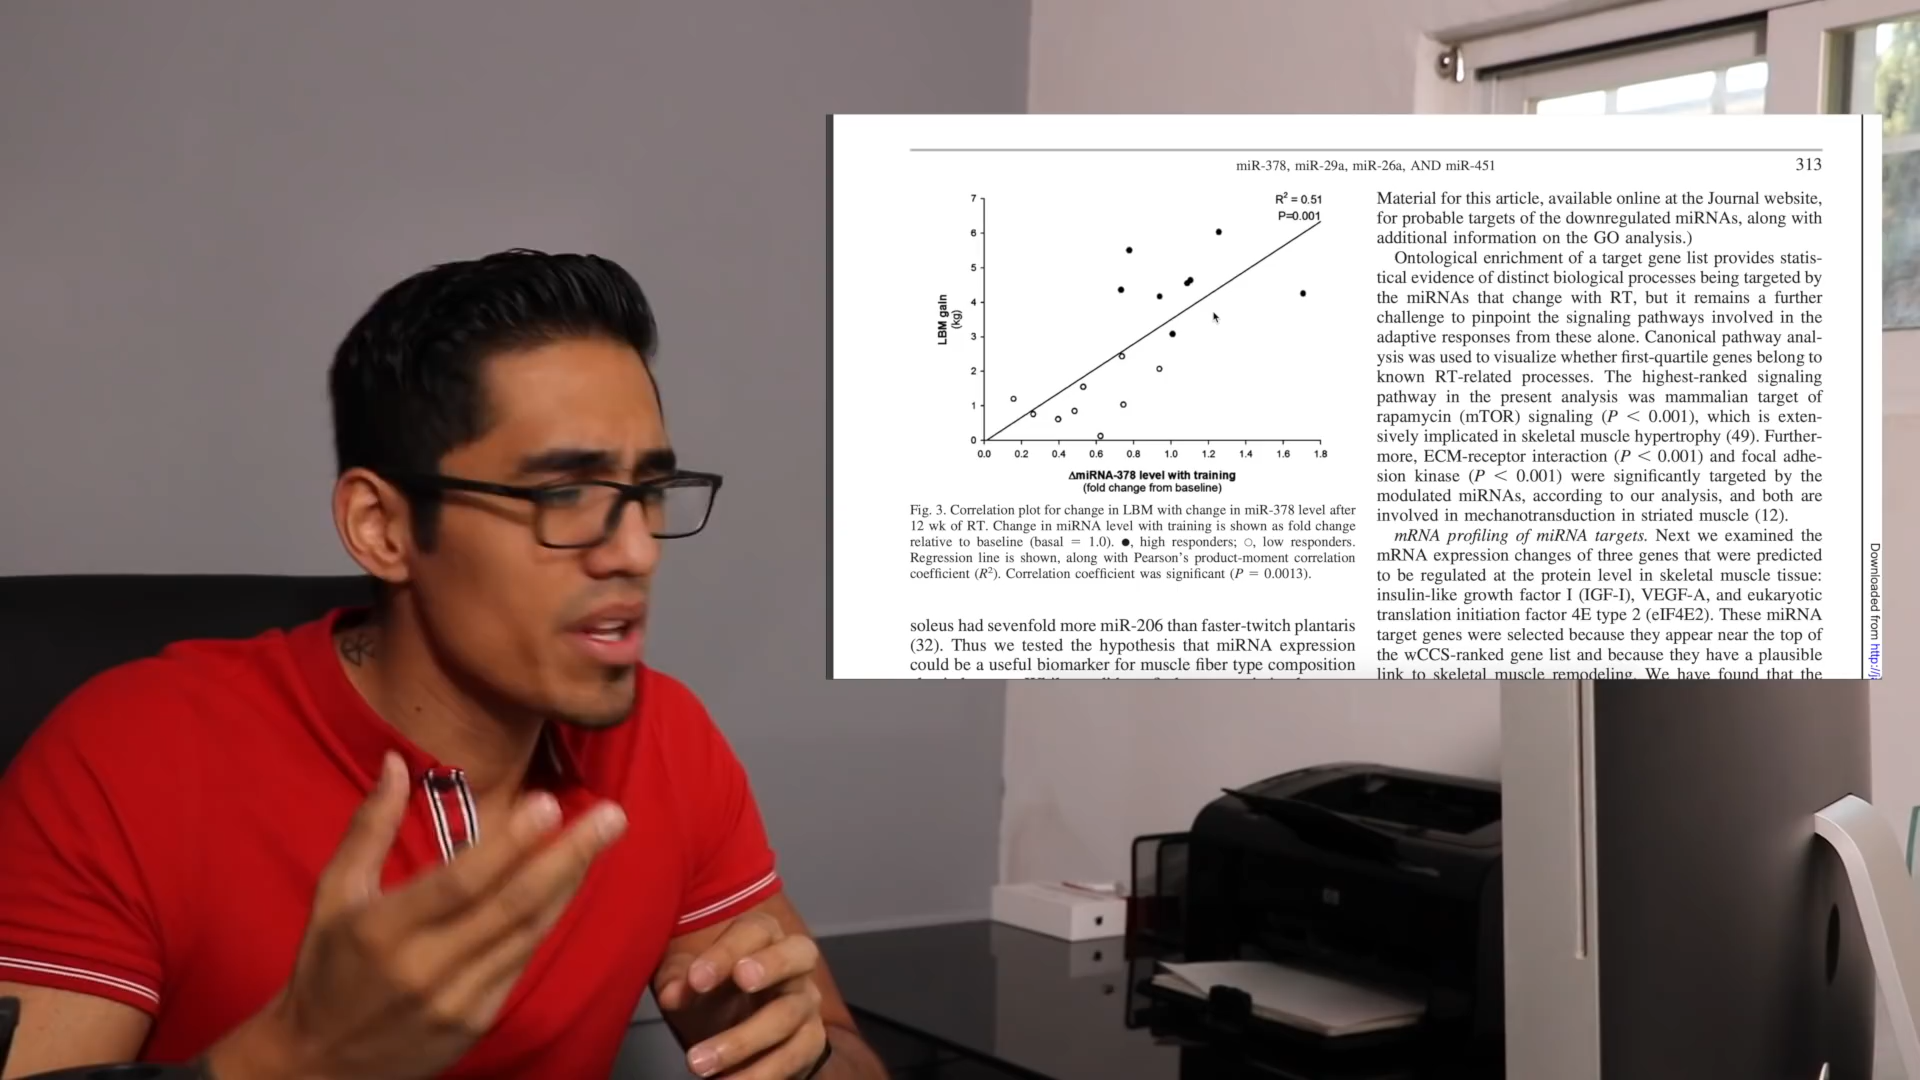 miR-378, miR-29a, miR-26a, AND miR-451
313
7
6
5
4
3
2
1
0
LBM gain
(kg)
R² = 0.51
P=0.001
0.0 0.2 0.4 0.6 0.8 1.0 1.2 1.4 1.6 1.8
ΔmiRNA-378 level with training
(fold change from baseline)
Fig. 3. Correlation plot for change in LBM with change in miR-378 level after
12 wk of RT. Change in miRNA level with training is shown as fold change
relative to baseline (basal = 1.0). ●, high responders; ○, low responders.
Regression line is shown, along with Pearson's product-moment correlation
coefficient (R²). Correlation coefficient was significant (P = 0.0013).
soleus had sevenfold more miR-206 than faster-twitch plantaris
(32). Thus we tested the hypothesis that miRNA expression
could be a useful biomarker for muscle fiber type composition
Material for this article, available online at the Journal website,
for probable targets of the downregulated miRNAs, along with
additional information on the GO analysis.)
Ontological enrichment of a target gene list provides statis-
tical evidence of distinct biological processes being targeted by
the miRNAs that change with RT, but it remains a further
challenge to pinpoint the signaling pathways involved in the
adaptive responses from these alone. Canonical pathway anal-
ysis was used to visualize whether first-quartile genes belong to
known RT-related processes. The highest-ranked signaling
pathway in the present analysis was mammalian target of
rapamycin (mTOR) signaling (P < 0.001), which is exten-
sively implicated in skeletal muscle hypertrophy (49). Further-
more, ECM-receptor interaction (P < 0.001) and focal adhe-
sion kinase (P < 0.001) were significantly targeted by the
modulated miRNAs, according to our analysis, and both are
involved in mechanotransduction in striated muscle (12).
mRNA profiling of miRNA targets. Next we examined the
mRNA expression changes of three genes that were predicted
to be regulated at the protein level in skeletal muscle tissue:
insulin-like growth factor I (IGF-I), VEGF-A, and eukaryotic
translation initiation factor 4E type 2 (eIF4E2). These miRNA
target genes were selected because they appear near the top of
the wCCS-ranked gene list and because they have a plausible
link to skeletal muscle remodeling. We have found that the
Downloaded from http://j